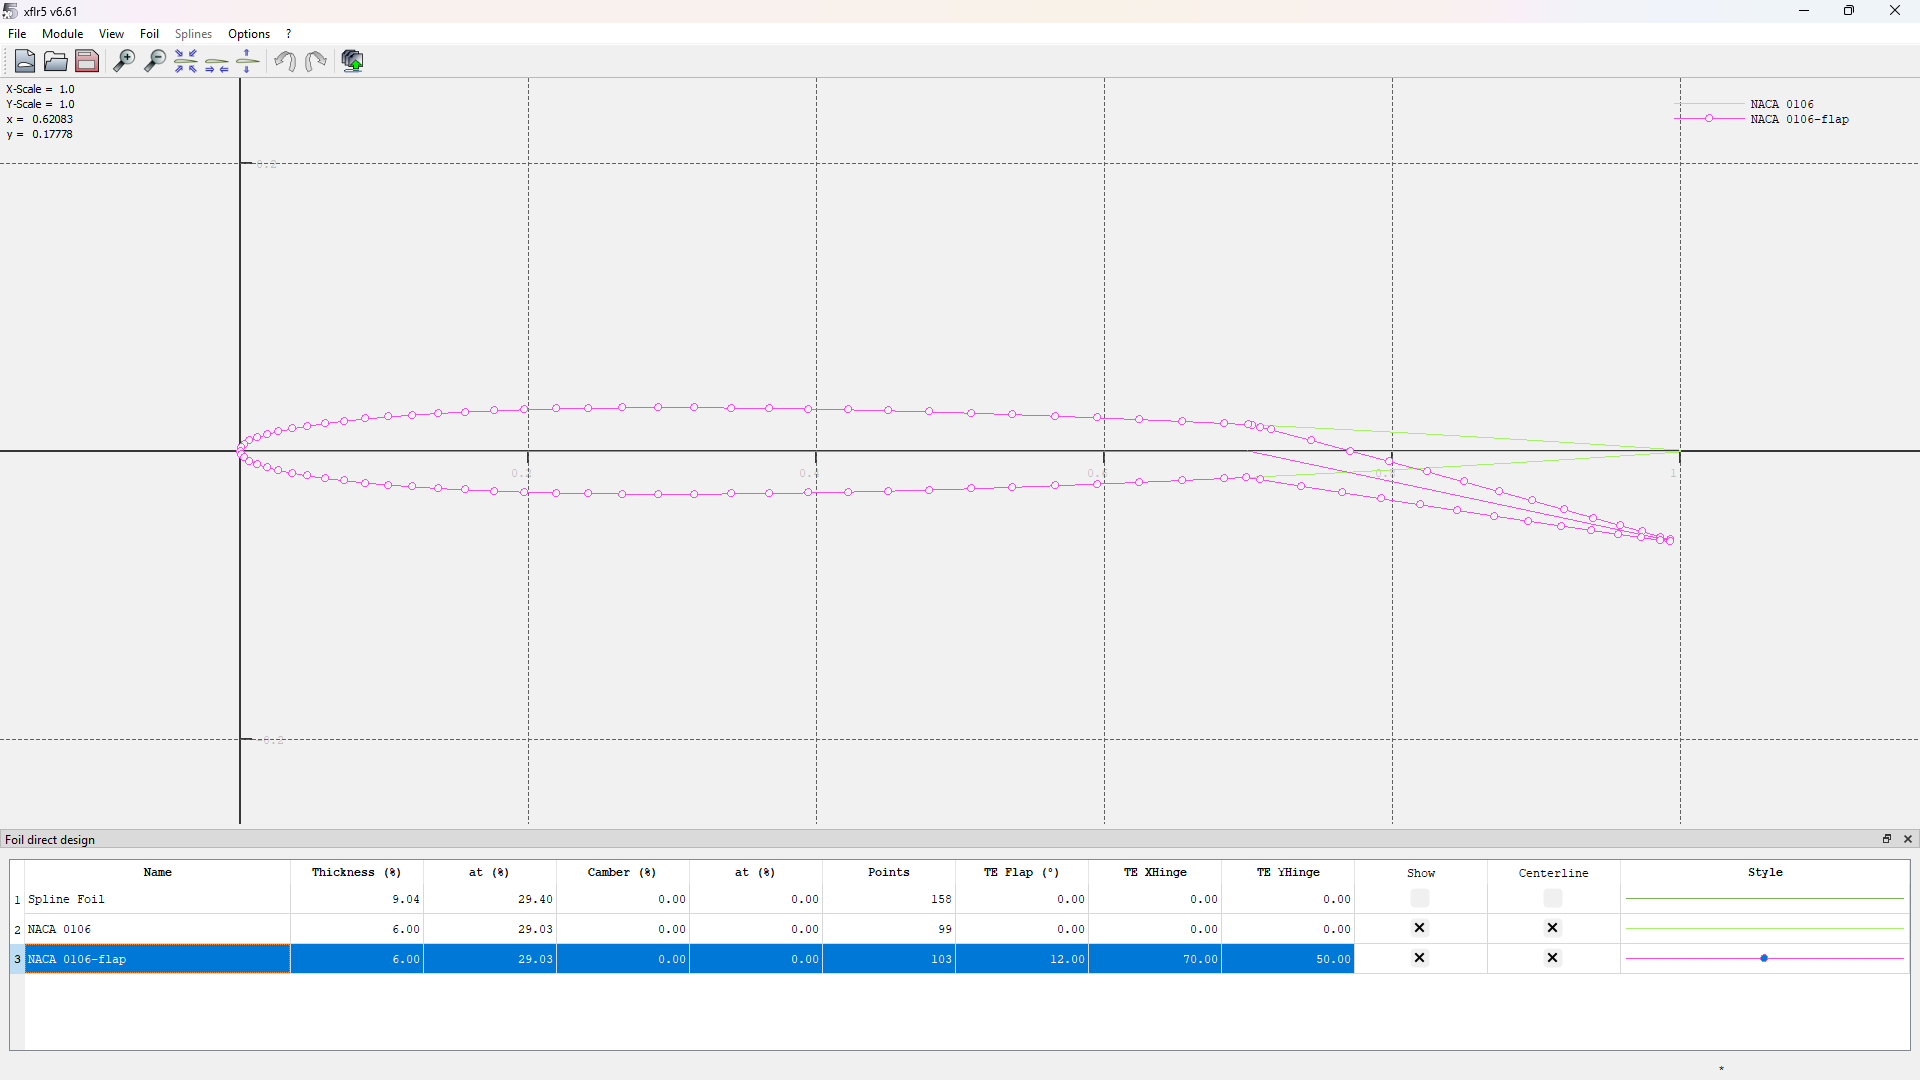 xflr5 v6.61
File Module View Foil Splines Options ?
X-Scale = 1.0
Y-Scale = 1.0
x = 0.62083
y = 0.17778
NACA 0106
NACA 0106-flap
0.2
1
-0.2
Foil direct design
Name Thickness (%) at (%) Camber (%) at (%) Points TE Flap (°) TE XHinge TE YHinge Show Centerline Style
1 Spline Foil 9.04 29.40 0.00 0.00 158 0.00 0.00 0.00
2 NACA 0106 6.00 29.03 0.00 0.00 99 0.00 0.00 0.00
3 NACA 0106-flap 6.00 29.03 0.00 0.00 103 12.00 70.00 50.00
*